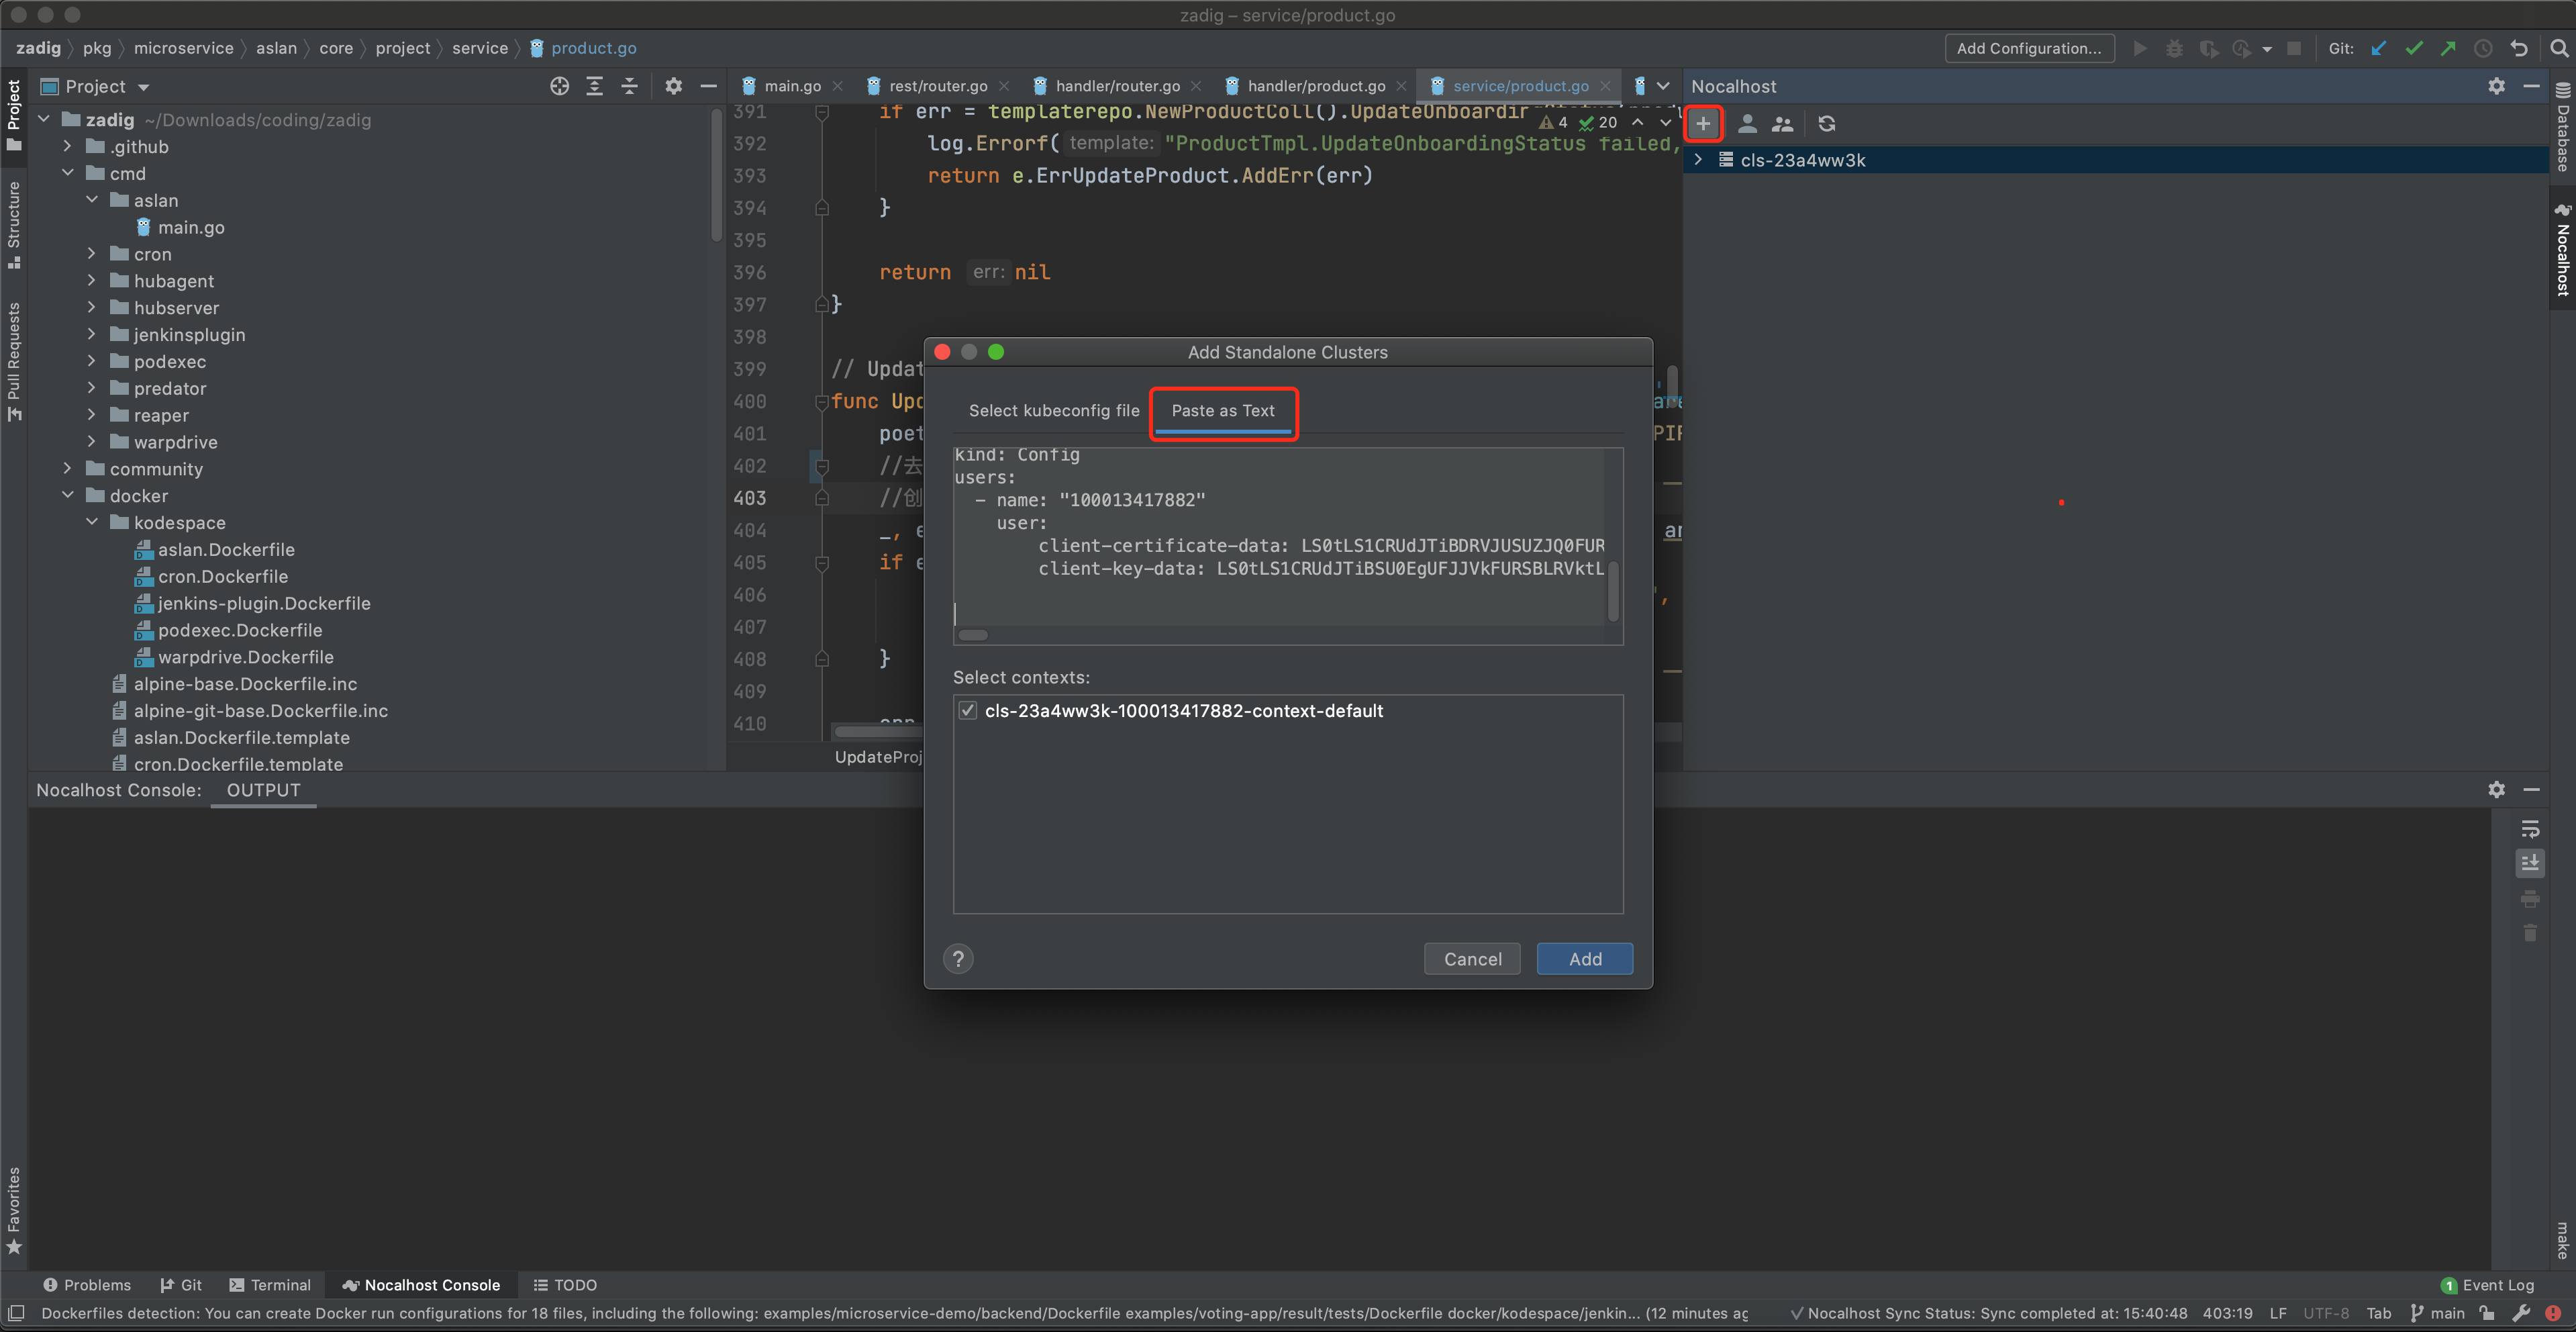 zadig – service/product.go
zadig pkg microservice aslan core project service product.go
Add Configuration...
Git:
Project
main.go
rest/router.go
handler/router.go
handler/product.go
service/product.go
Nocalhost
Project
Structure
Pull Requests
Favorites
zadig ~/Downloads/coding/zadig
.github
cmd
aslan
main.go
cron
hubagent
hubserver
jenkinsplugin
podexec
predator
reaper
warpdrive
community
docker
kodespace
aslan.Dockerfile
cron.Dockerfile
jenkins-plugin.Dockerfile
podexec.Dockerfile
warpdrive.Dockerfile
alpine-base.Dockerfile.inc
alpine-git-base.Dockerfile.inc
aslan.Dockerfile.template
cron.Dockerfile.template
4 20
391 if err = templaterepo.NewProductColl().UpdateOnboardingStatus(
392 log.Errorf( template: "ProductTmpl.UpdateOnboardingStatus failed,
393 return e.ErrUpdateProduct.AddErr(err)
394 }
395
396 return err: nil
397 }
398
399 // Updat
400 func Upd
401 poet
402 //去
403 //创
404 _, e
405 if e
406
407
408 }
409
410 err
UpdateProj
cls-23a4ww3k
Database
Nocalhost
make
Add Standalone Clusters
Select kubeconfig file
Paste as Text
kind: Config
users:
- name: "100013417882"
user:
client-certificate-data: LS0tLS1CRUdJTiBDRVJUSUZJQ0FUR
client-key-data: LS0tLS1CRUdJTiBSU0EgUFJJVkFURSBLRVktL
Select contexts:
cls-23a4ww3k-100013417882-context-default
?
Cancel
Add
Nocalhost Console: OUTPUT
Problems
Git
Terminal
Nocalhost Console
TODO
1 Event Log
Dockerfiles detection: You can create Docker run configurations for 18 files, including the following: examples/microservice-demo/backend/Dockerfile examples/voting-app/result/tests/Dockerfile docker/kodespace/jenkin... (12 minutes ag
Nocalhost Sync Status: Sync completed at: 15:40:48 403:19 LF UTF-8 Tab main